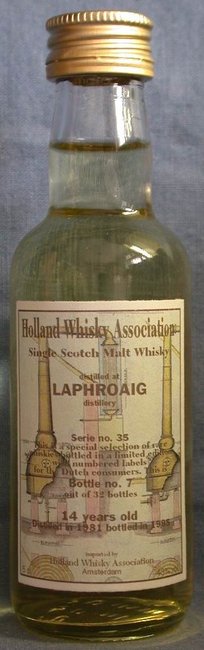 Holland Whisky Association
Single Scotch Malt Whisky
distilled at
LAPHROAIG
distillery
Serie no. 35
This is a special selection of rare
whiskies bottled in a limited edition
numbered labels
for Dutch consumers. This is
Bottle no. 7
out of 32 bottles
14 years old
Distilled in 1981 bottled in 1995
imported by
Holland Whisky Association
Amsterdam